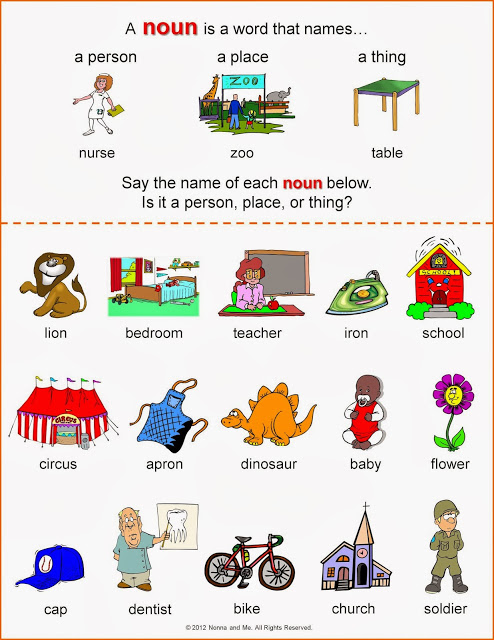 A noun is a word that names…
a person a place a thing
ZOO
nurse zoo table
Say the name of each noun below.
Is it a person, place, or thing?
SCHOOL
lion bedroom teacher iron school
CIRCUS
circus apron dinosaur baby flower
cap dentist bike church soldier
©2012 Nonna and Me. All Rights Reserved.